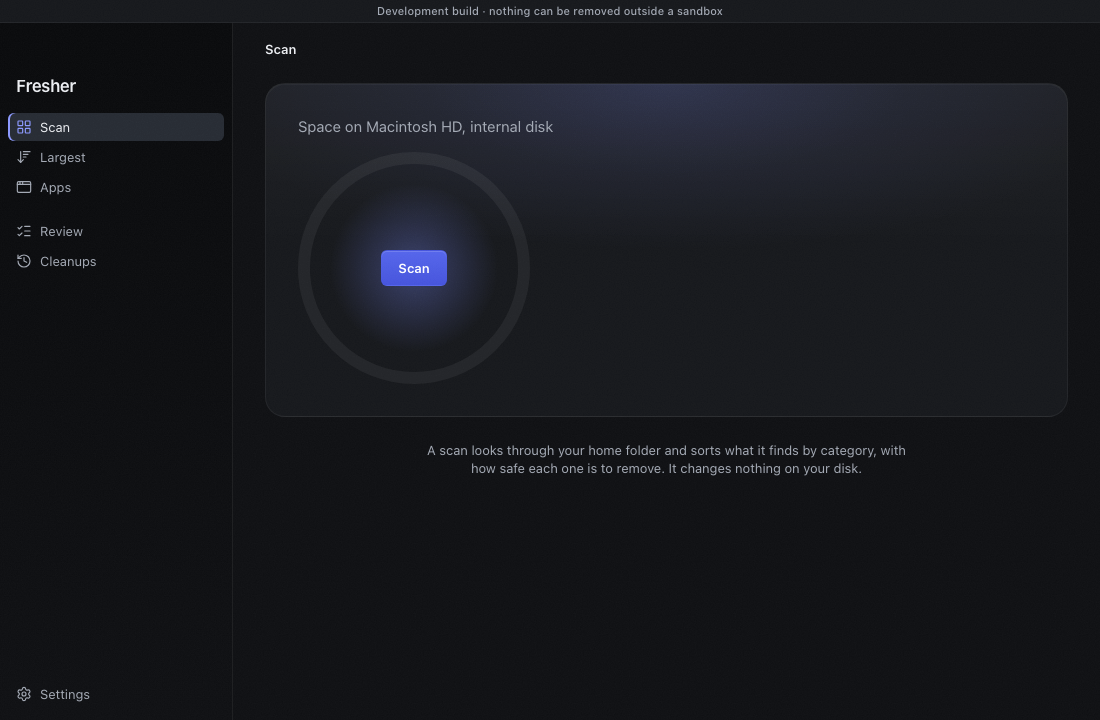 Development build · nothing can be removed outside a sandbox
Fresher
Scan
Largest
Apps
Review
Cleanups
Settings
Scan
Space on Macintosh HD, internal disk
Scan
A scan looks through your home folder and sorts what it finds by category, with
how safe each one is to remove. It changes nothing on your disk.